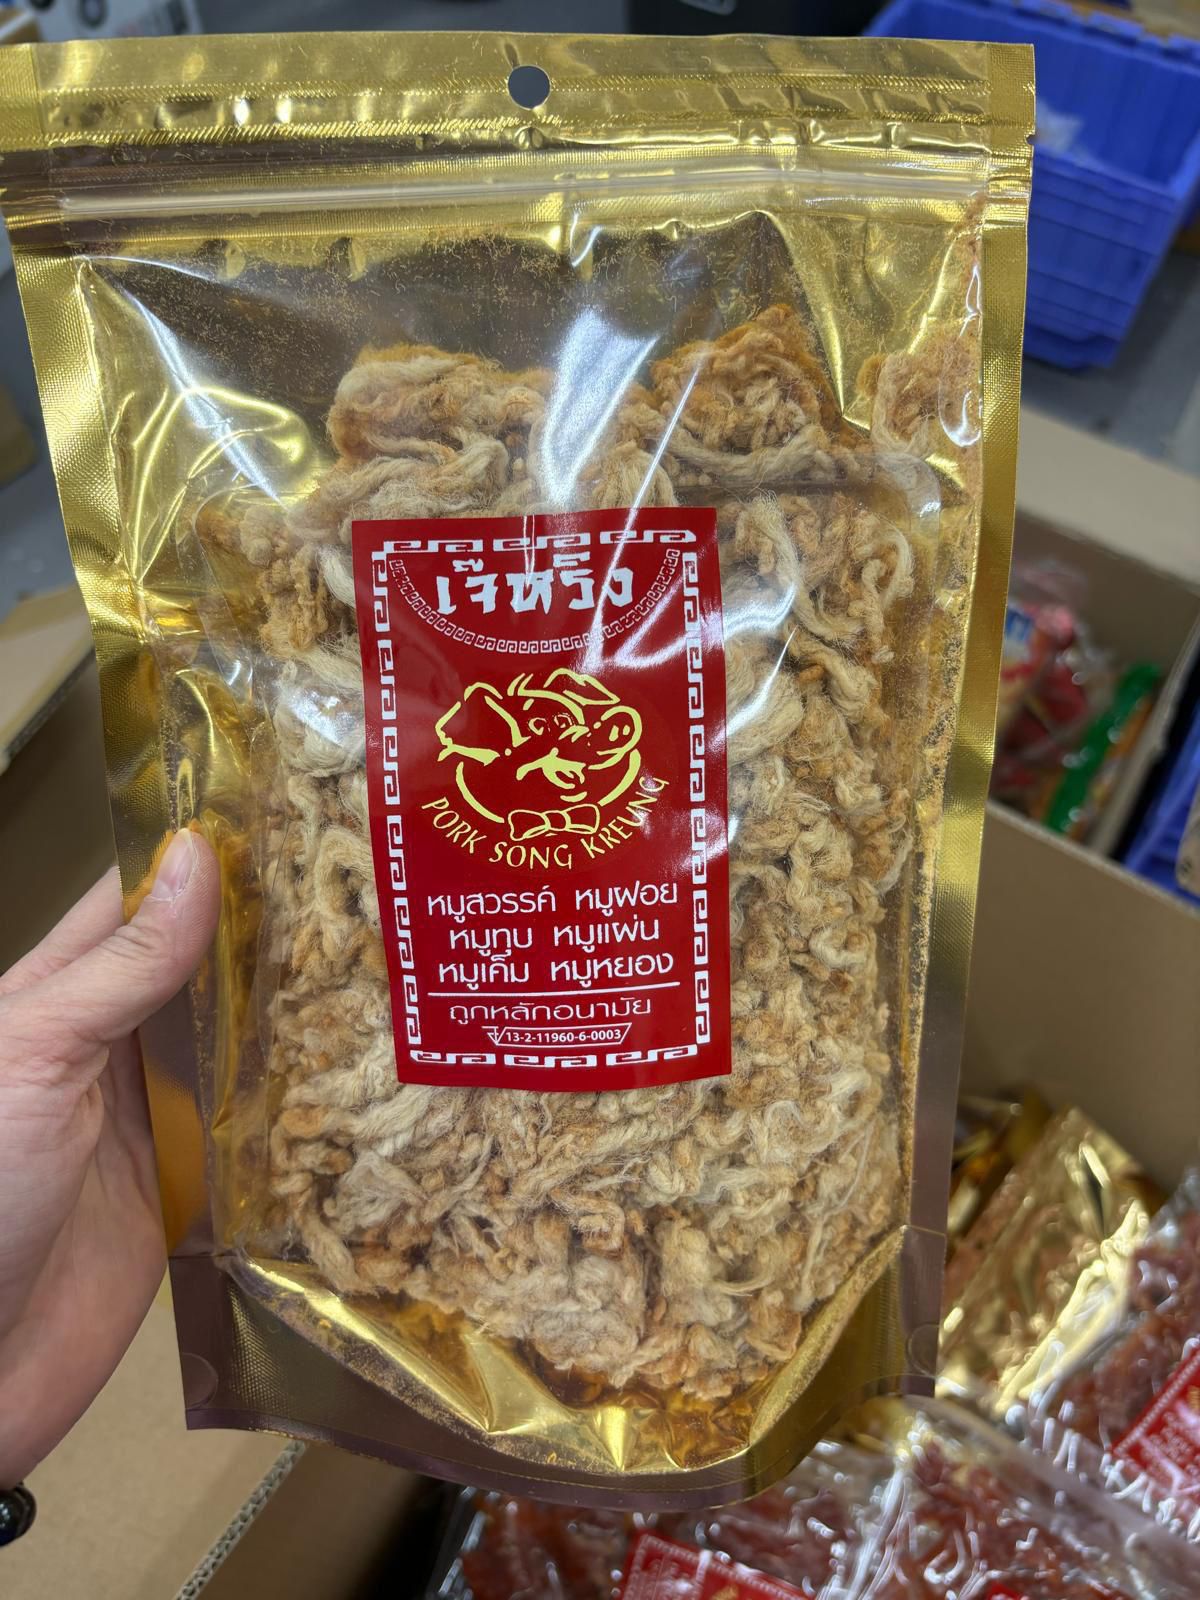 เจ๊หริ่ง
PORK SONG KREUNG
หมูสวรรค์ หมูฝอย
หมูทุบ หมูแผ่น
หมูเค็ม หมูหยอง
ถูกหลักอนามัย
13-2-11960-6-0003